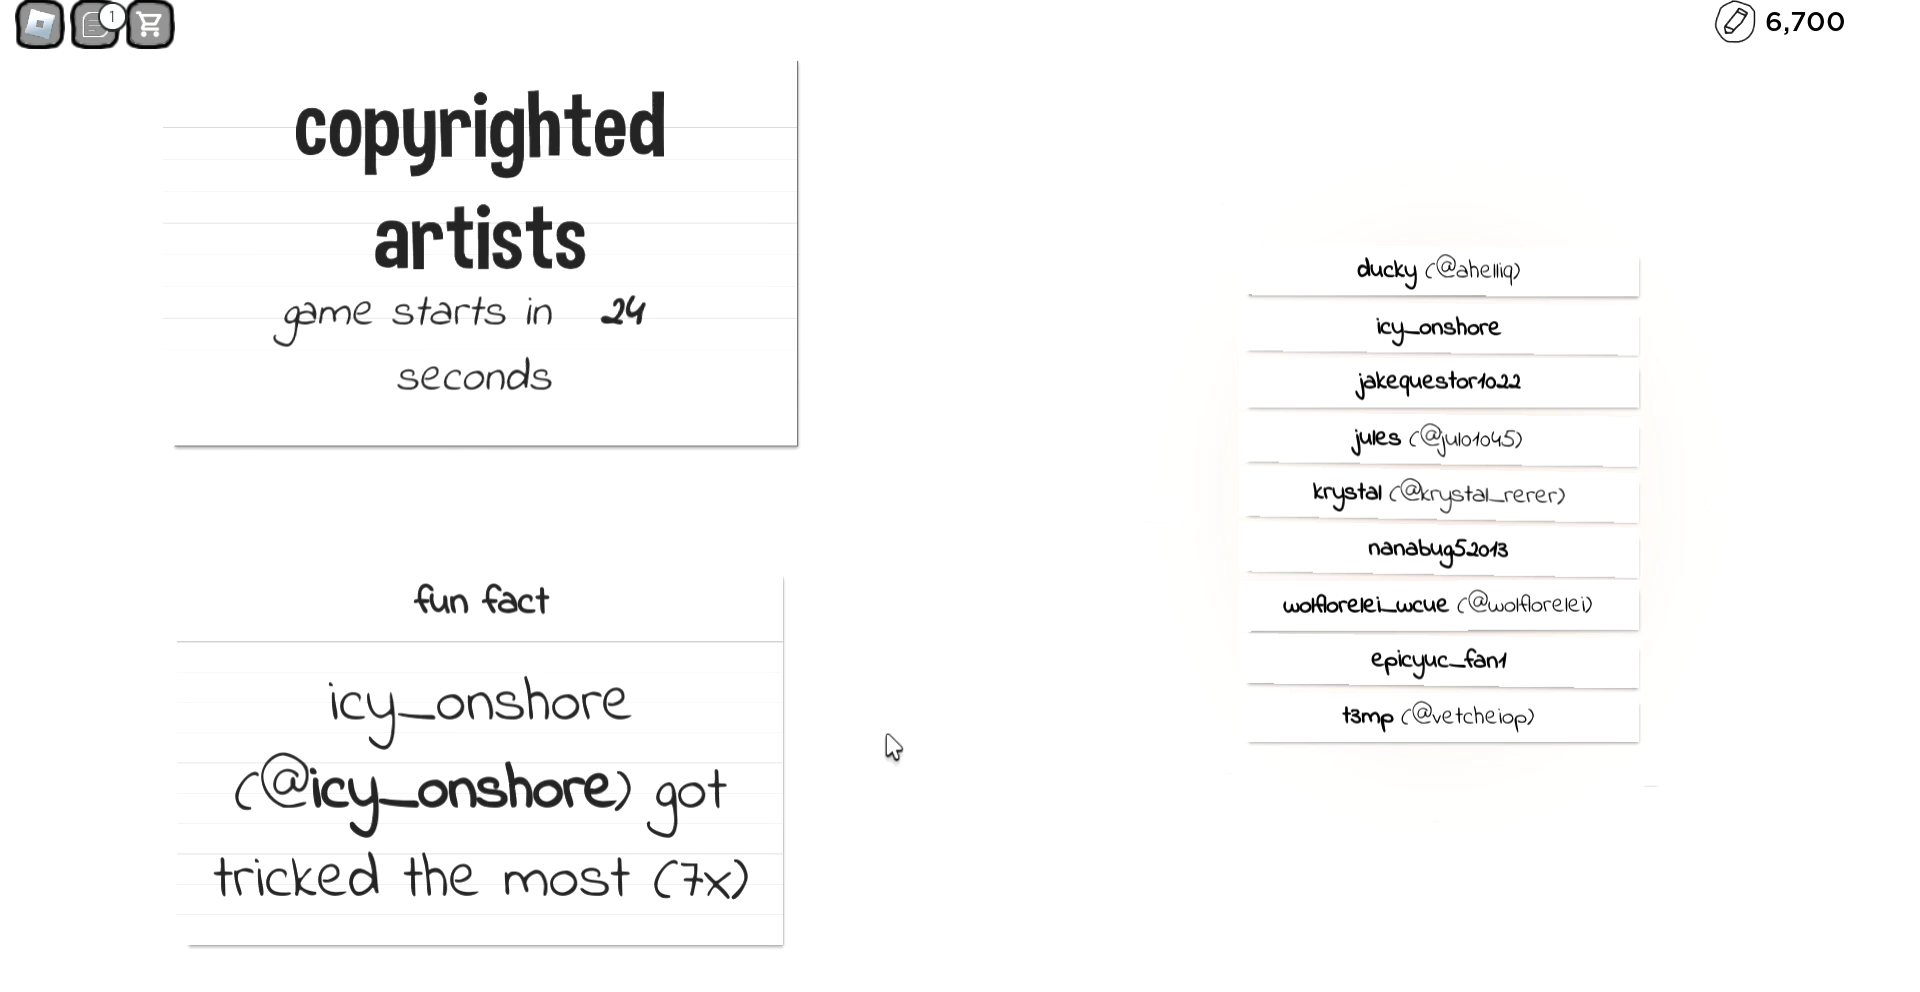 1
6,700
copyrighted
artists
game starts in 24
seconds
fun fact
icy_onshore
(@icy_onshore) got
tricked the most (7x)
ducky (@ahelliq)
icy_onshore
jakequestor1022
jules (@julo1045)
krystal (@krystal_rerer)
nanabug52013
wolflorelei_wcue (@wolflorelei)
epicyuc_fan1
t3mp (@vetcheiop)